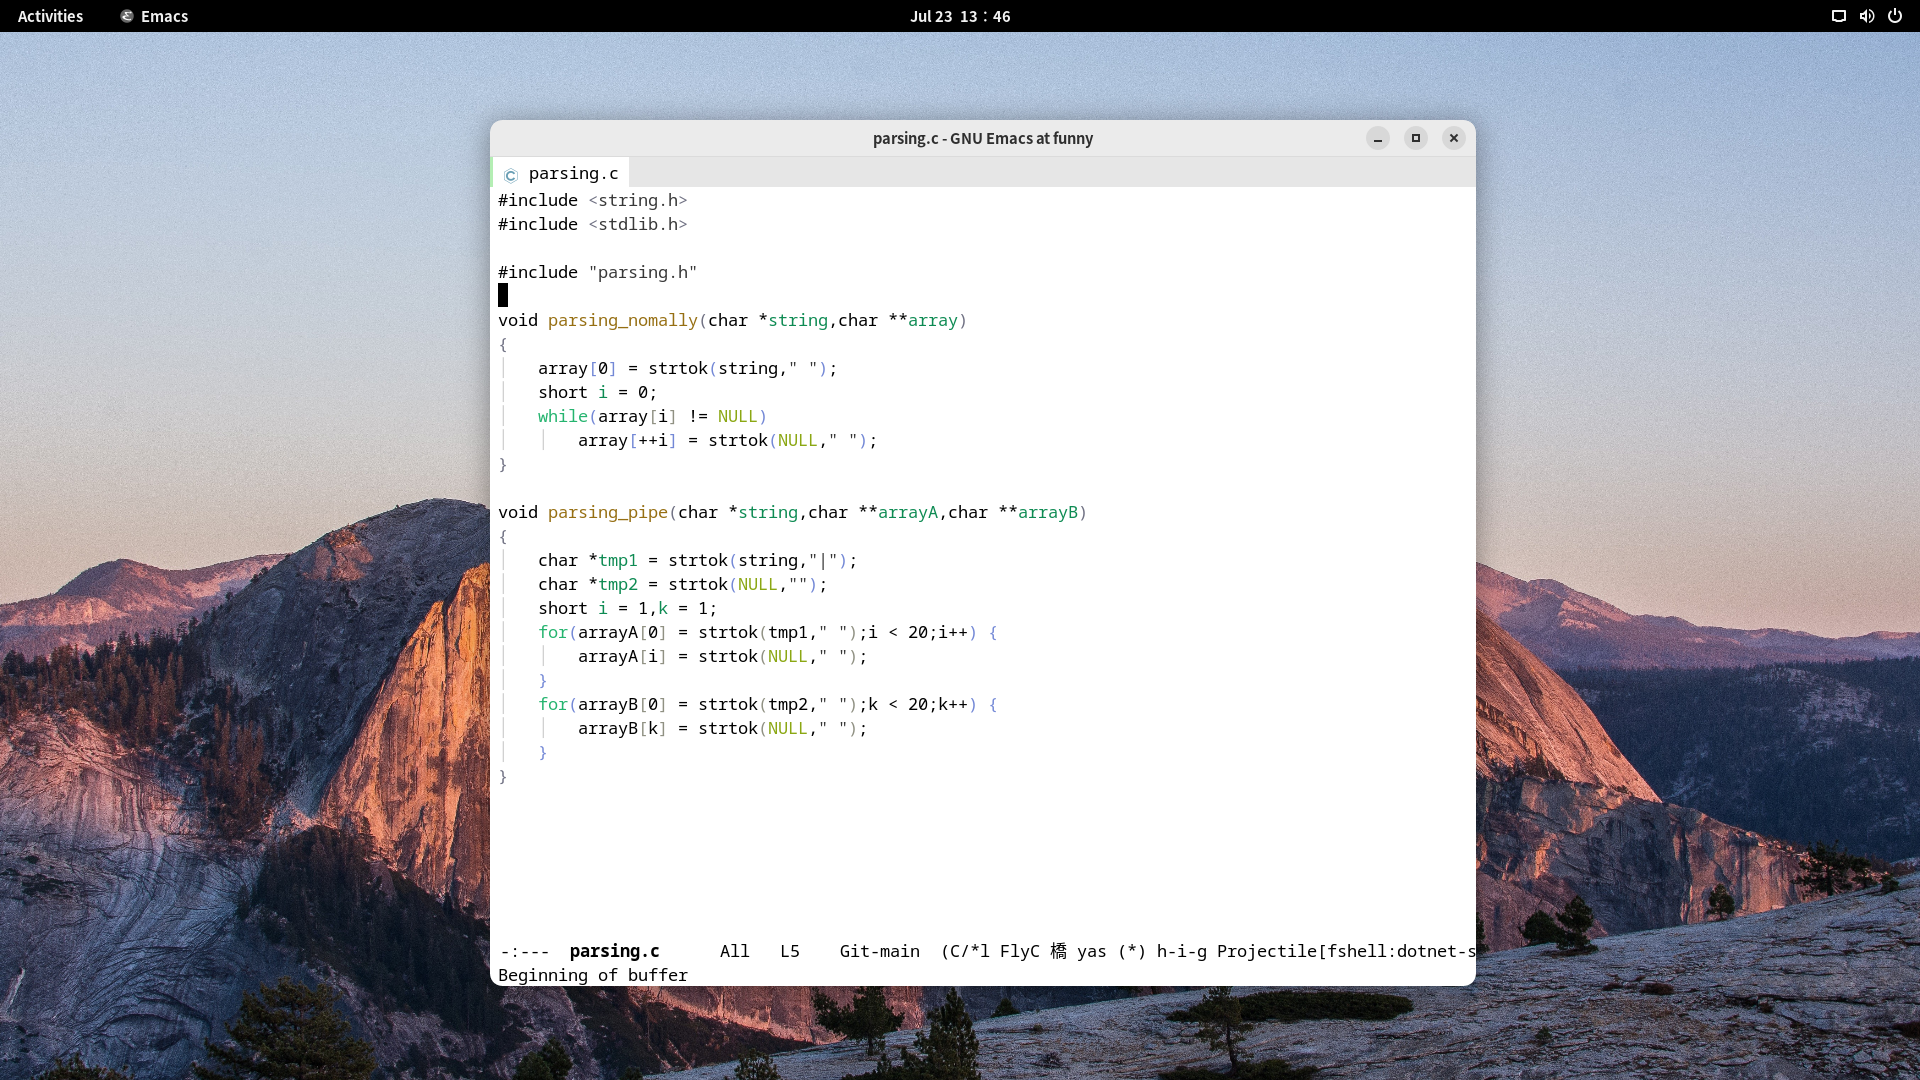 Activities Emacs Jul 23 13：46
parsing.c - GNU Emacs at funny
parsing.c
#include <string.h>
#include <stdlib.h>
#include "parsing.h"
void parsing_nomally(char *string,char **array)
{
array[0] = strtok(string," ");
short i = 0;
while(array[i] != NULL)
array[++i] = strtok(NULL," ");
}
void parsing_pipe(char *string,char **arrayA,char **arrayB)
{
char *tmp1 = strtok(string,"|");
char *tmp2 = strtok(NULL,"");
short i = 1,k = 1;
for(arrayA[0] = strtok(tmp1," ");i < 20;i++) {
arrayA[i] = strtok(NULL," ");
}
for(arrayB[0] = strtok(tmp2," ");k < 20;k++) {
arrayB[k] = strtok(NULL," ");
}
}
-:--- parsing.c All L5 Git-main (C/*l FlyC 橋 yas (*) h-i-g Projectile[fshell:dotnet-s
Beginning of buffer